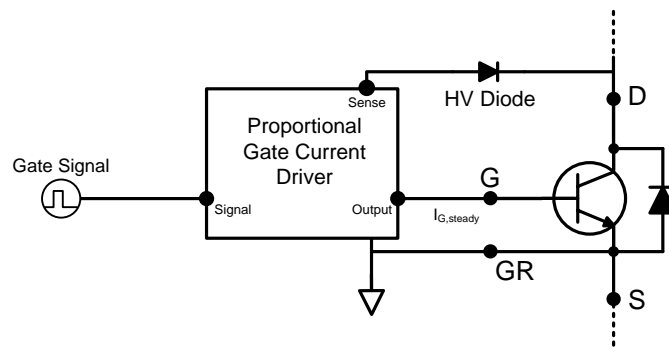 Sense
HV Diode
D
Proportional
Gate Current
Driver
Gate Signal
Signal
Output
G
I_G,steady
GR
S